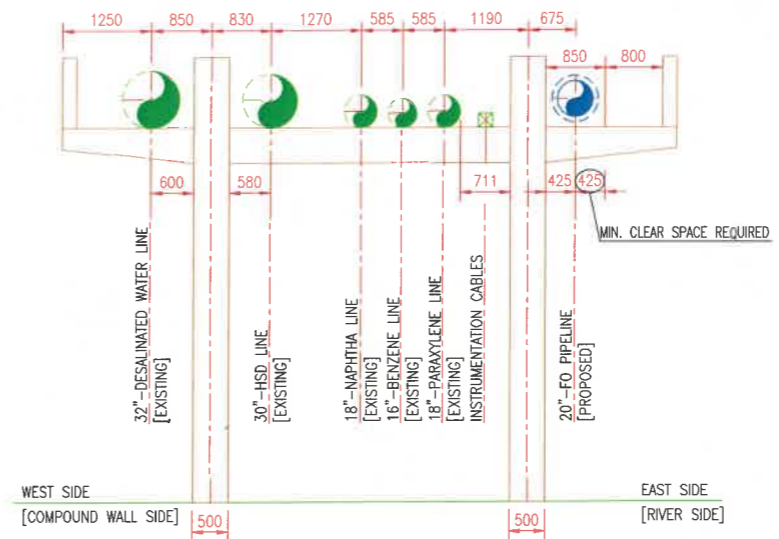 1250 850 830 1270 585 585 1190 675
850 800
600 580 711 425 425
MIN. CLEAR SPACE REQUIRED
32"-DESALINATED WATER LINE
[EXISTING]
30"-HSD LINE
[EXISTING]
18"-NAPHTHA LINE
[EXISTING]
16"-BENZENE LINE
[EXISTING]
18"-PARAXYLENE LINE
[EXISTING]
INSTRUMENTATION CABLES
20"-FO PIPELINE
[PROPOSED]
WEST SIDE
[COMPOUND WALL SIDE]
500
500
EAST SIDE
[RIVER SIDE]